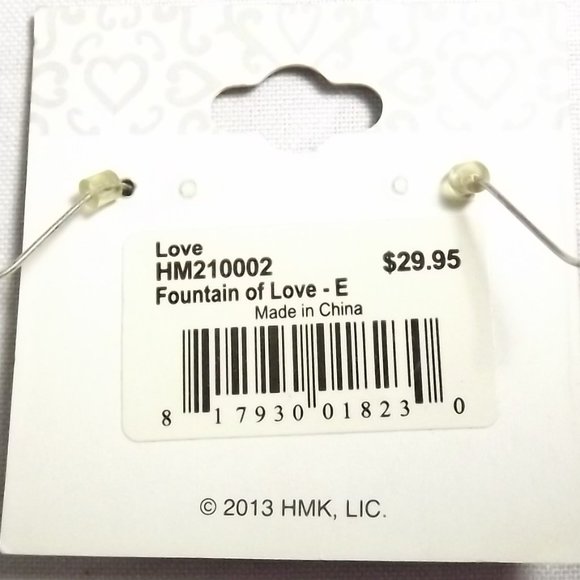 Love
HM210002 $29.95
Fountain of Love - E
Made in China
8 17930 01823 0
© 2013 HMK, LIC.